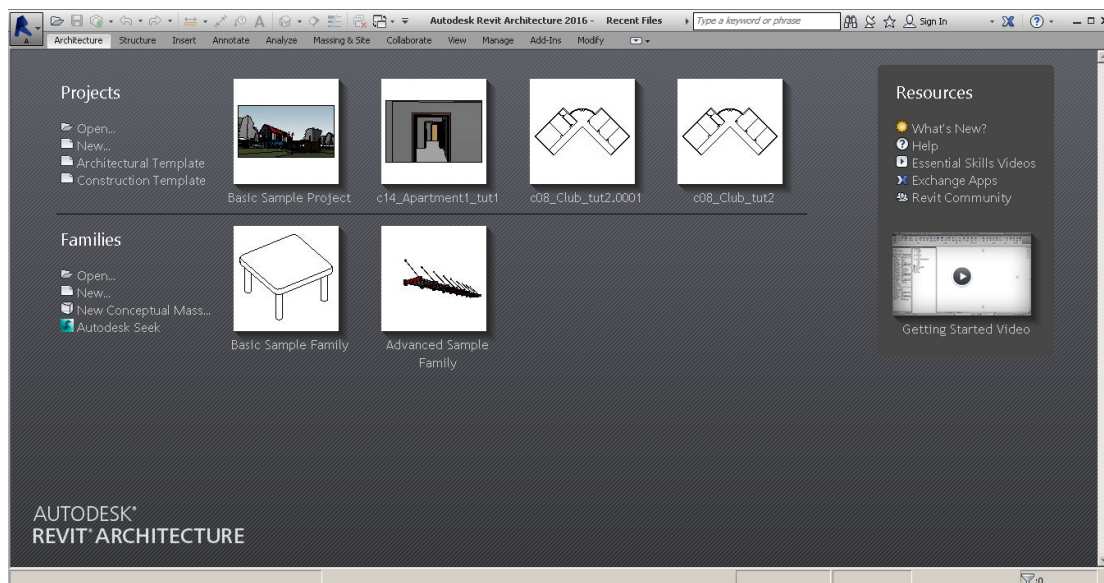 Autodesk Revit Architecture 2016 - Recent Files
Type a keyword or phrase
Sign In
Architecture Structure Insert Annotate Analyze Massing & Site Collaborate View Manage Add-Ins Modify
Projects
Open...
New...
Architectural Template
Construction Template
Basic Sample Project
c14_Apartment1_tut1
c08_Club_tut2.0001
c08_Club_tut2
Families
Open...
New...
New Conceptual Mass...
Autodesk Seek
Basic Sample Family
Advanced Sample
Family
Resources
What's New?
Help
Essential Skills Videos
Exchange Apps
Revit Community
Getting Started Video
AUTODESK®
REVIT® ARCHITECTURE
:0